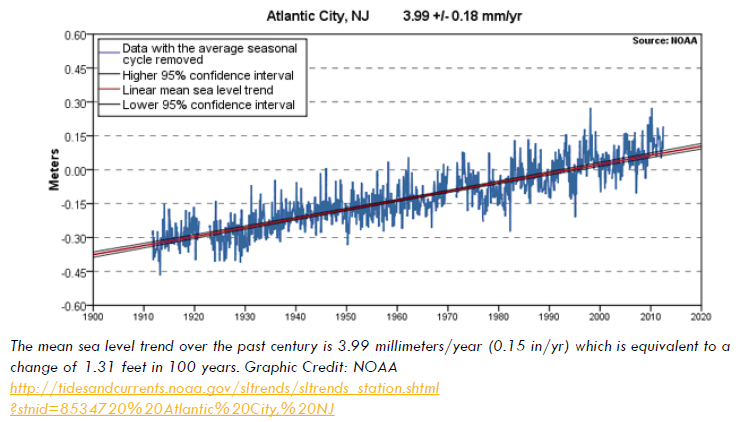 Atlantic City, NJ 3.99 +/- 0.18 mm/yr
Source: NOAA
Data with the average seasonal
cycle removed
Higher 95% confidence interval
Linear mean sea level trend
Lower 95% confidence interval
Meters
0.60
0.45
0.30
0.15
0.00
-0.15
-0.30
-0.45
-0.60
1900 1910 1920 1930 1940 1950 1960 1970 1980 1990 2000 2010 2020
The mean sea level trend over the past century is 3.99 millimeters/year (0.15 in/yr) which is equivalent to a
change of 1.31 feet in 100 years. Graphic Credit: NOAA
http://tidesandcurrents.noaa.gov/sltrends/sltrends_station.shtml
?stnid=8534720%20Atlantic%20City,%20NJ